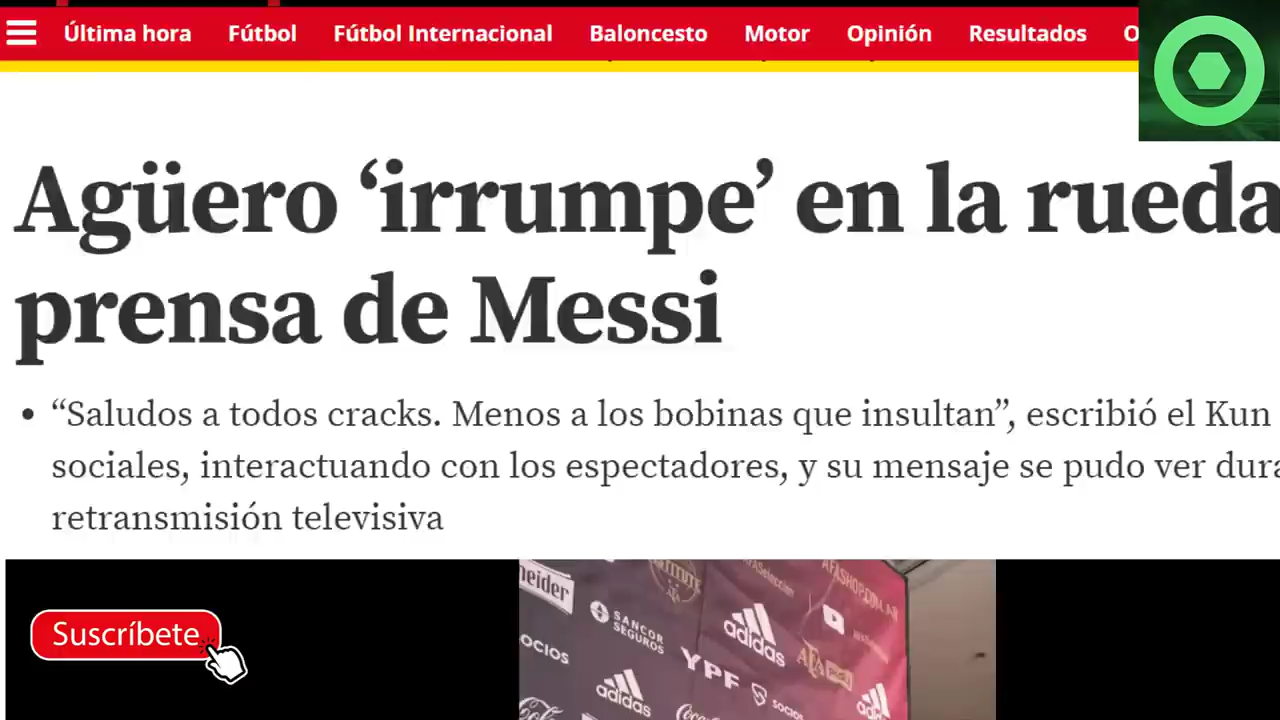 Última hora Fútbol Fútbol Internacional Baloncesto Motor Opinión Resultados
Agüero ‘irrumpe’ en la rueda
prensa de Messi
• “Saludos a todos cracks. Menos a los bobinas que insultan”, escribió el Kun
sociales, interactuando con los espectadores, y su mensaje se pudo ver
retransmisión televisiva
Suscríbete
SANCOR
SEGUROS
adidas
YPF
SOCIOS
adidas
AFA